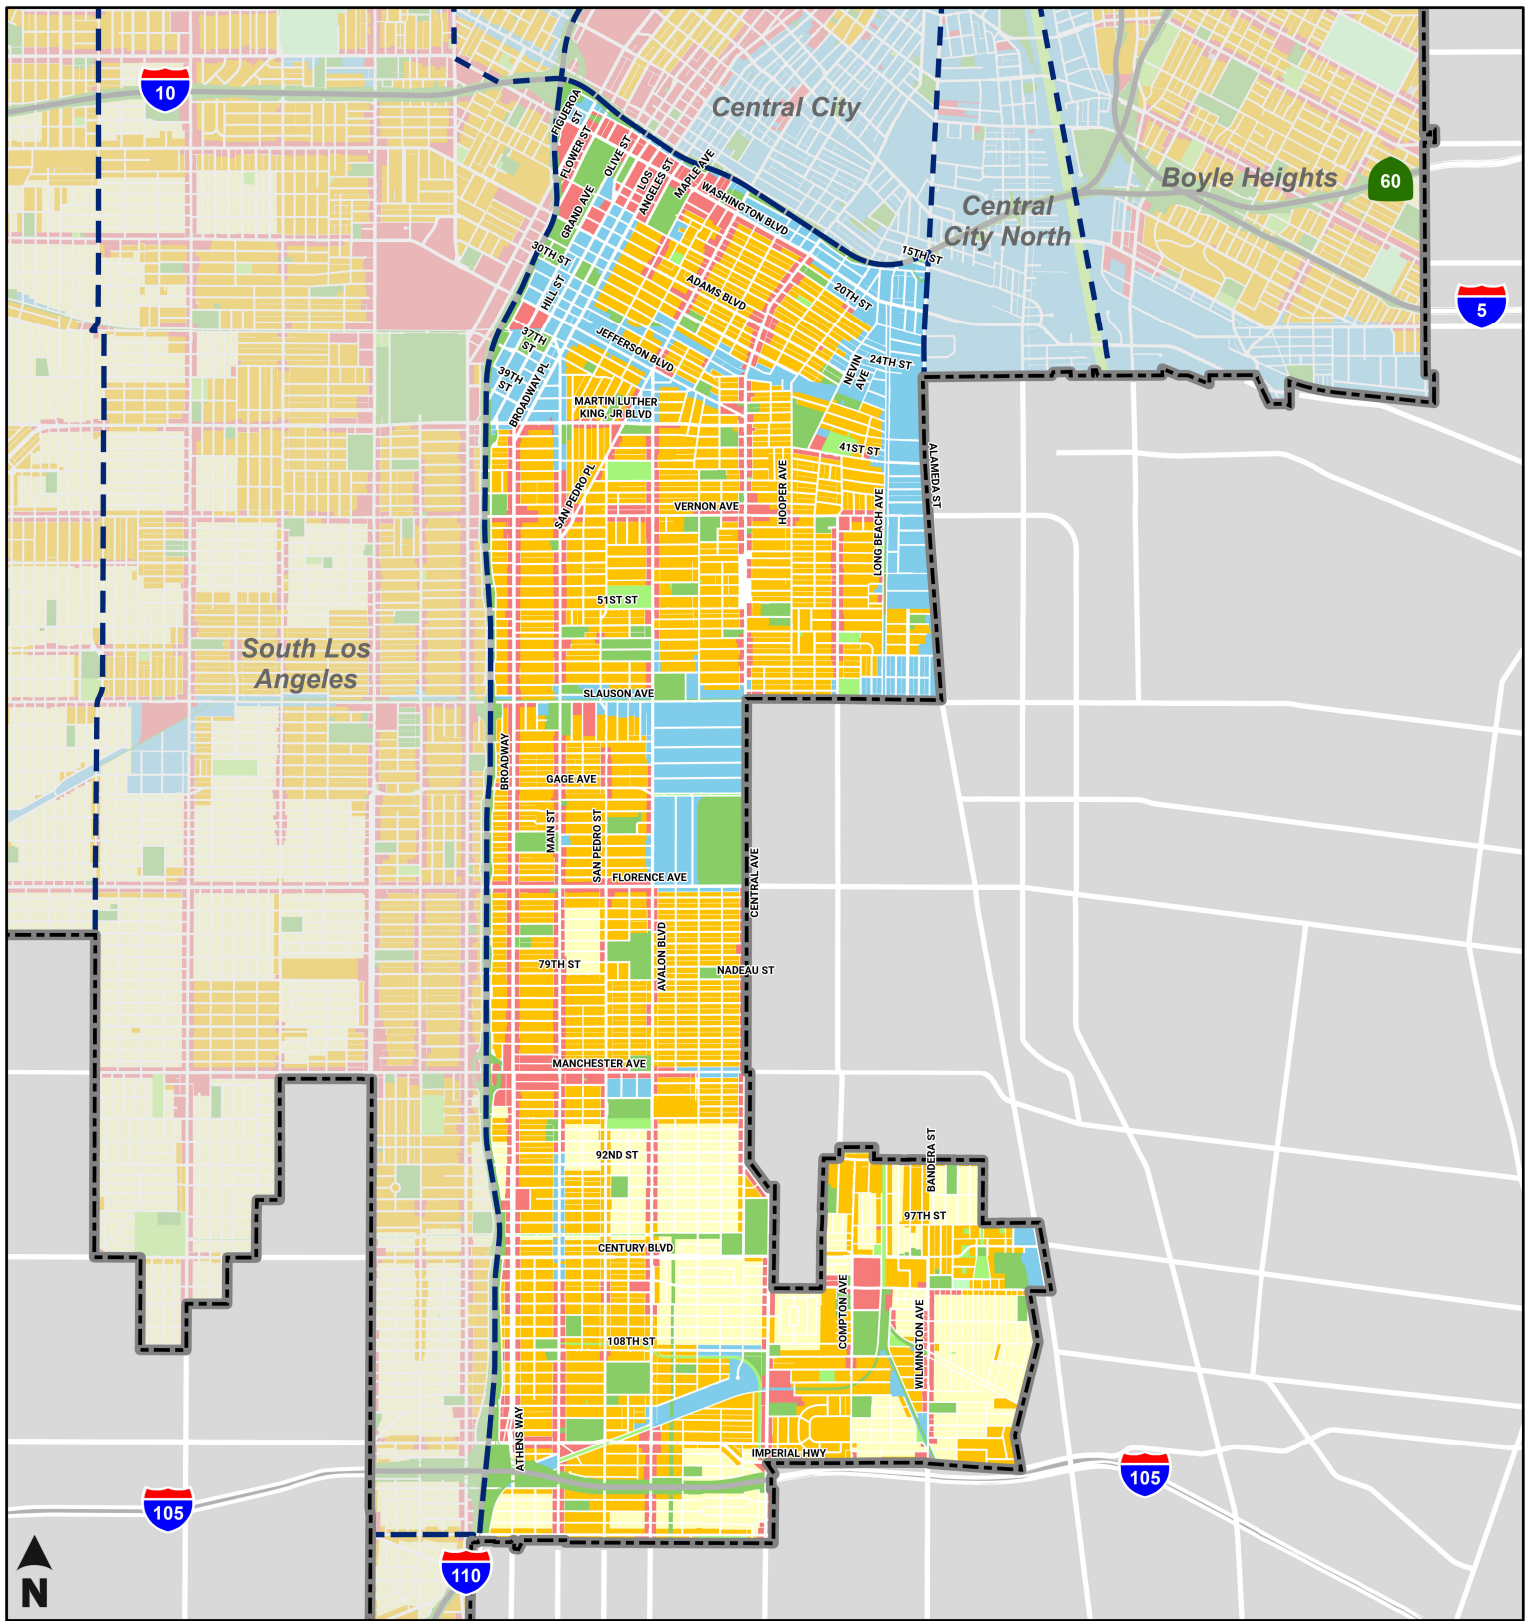 10
Central City
Boyle Heights
60
Central
City North
5
FIGUEROA
ST
FLOWER ST
OLIVE ST
GRAND AVE
LOS
ANGELES ST
MAPLE AVE
WASHINGTON BLVD
15TH ST
30TH ST
HILL ST
ADAMS BLVD
20TH ST
37TH
ST
JEFFERSON BLVD
NEVIN
AVE
24TH ST
39TH
ST
BROADWAY PL
MARTIN LUTHER
KING, JR BLVD
41ST ST
ALAMEDA ST
SAN PEDRO PL
HOOPER AVE
VERNON AVE
LONG BEACH AVE
51ST ST
South Los
Angeles
SLAUSON AVE
BROADWAY
GAGE AVE
MAIN ST
SAN PEDRO ST
FLORENCE AVE
CENTRAL AVE
AVALON BLVD
79TH ST
NADEAU ST
MANCHESTER AVE
92ND ST
BANDERA ST
97TH ST
CENTURY BLVD
COMPTON AVE
WILMINGTON AVE
108TH ST
ATHENS WAY
IMPERIAL HWY
105
105
110
N